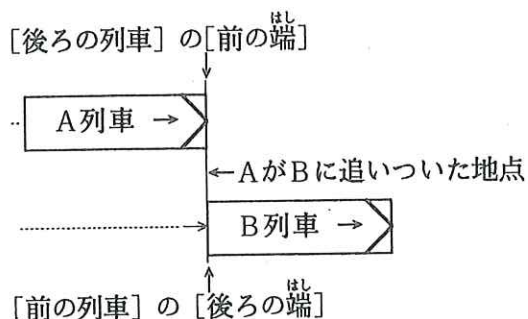 [後ろの列車]の[前の端]
はし
A列車 →
←AがBに追いついた地点
B列車 →
[前の列車]の[後ろの端]
はし